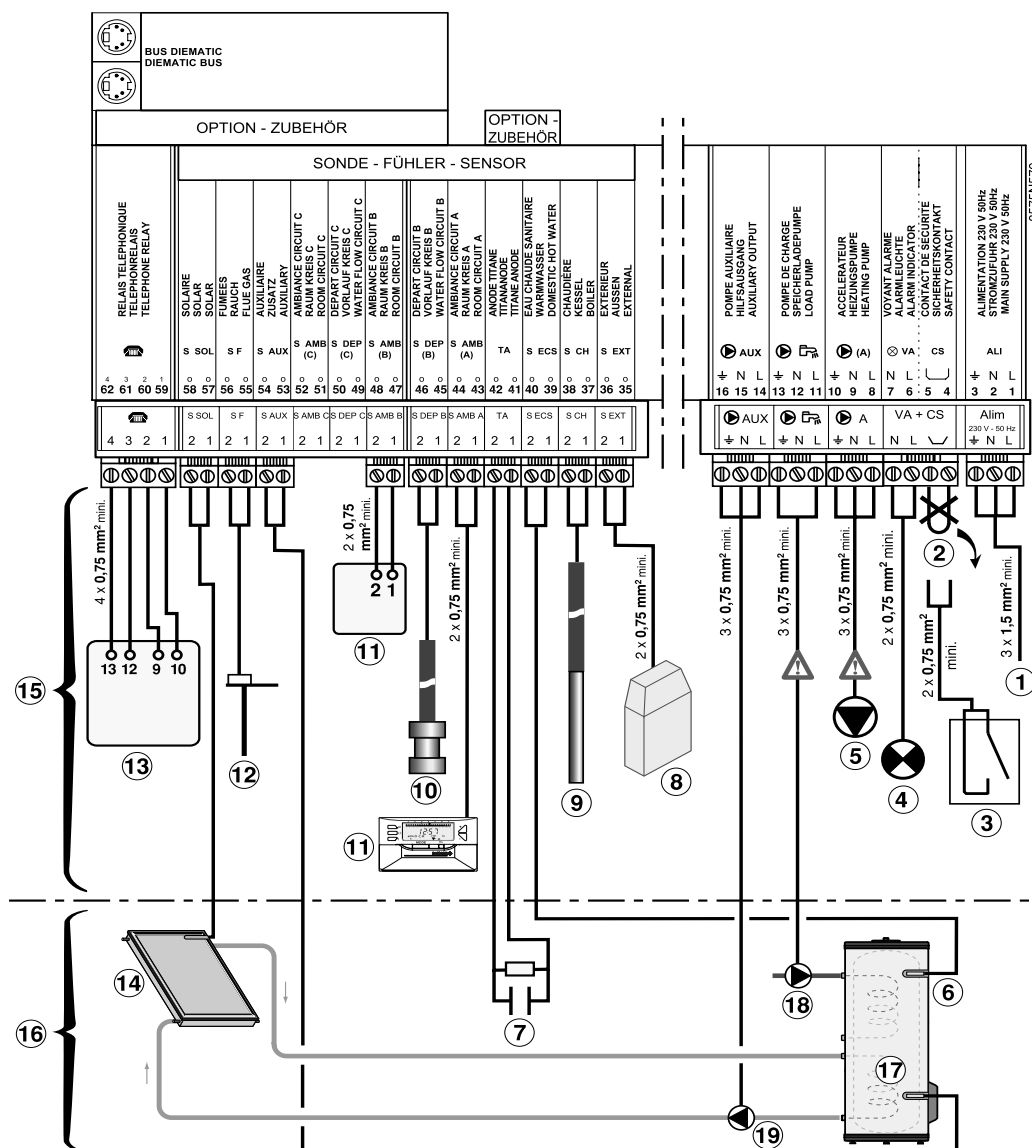 BUS DIEMATIC
DIEMATIC BUS
OPTION - ZUBEHÖR
OPTION -
ZUBEHÖR
SONDE - FÜHLER - SENSOR
RELAIS TELEPHONIQUE
TELEPHONRELAIS
TELEPHONE RELAY
SOLAIRE
SOLAR
SOLAR
FUMEES
RAUCH
FLUE GAS
AUXILIAIRE
ZUSATZ
AUXILIARY
AMBIANCE CIRCUIT C
RAUM KREIS C
ROOM CIRCUIT C
DEPART CIRCUIT C
VORLAUF KREIS C
WATER FLOW CIRCUIT C
AMBIANCE CIRCUIT B
RAUM KREIS B
ROOM CIRCUIT B
DEPART CIRCUIT B
VORLAUF KREIS B
WATER FLOW CIRCUIT B
AMBIANCE CIRCUIT A
RAUM KREIS A
ROOM CIRCUIT A
ANODE TITANE
TITANANODE
TITANE ANODE
EAU CHAUDE SANITAIRE
WARMWASSER
DOMESTIC HOT WATER
CHAUDIÈRE
KESSEL
BOILER
EXTERIEUR
AUSSEN
EXTERNAL
POMPE AUXILIAIRE
HILFSAUSGANG
AUXILIARY OUTPUT
POMPE DE CHARGE
SPEICHERLADEPUMPE
LOAD PUMP
ACCELERATEUR
HEIZUNGSPUMPE
HEATING PUMP
VOYANT ALARME
ALARMLEUCHTE
ALARM INDICATOR
CONTACT DE SÉCURITÉ
SICHERHEITSKONTAKT
SAFETY CONTACT
ALIMENTATION 230 V 50Hz
STROMZUFUHR 230 V 50Hz
MAIN SUPPLY 230 V 50Hz
S SOL S F S AUX S AMB (C) S DEP (C) S AMB (B) S DEP (B) S AMB (A) TA S ECS S CH S EXT
AUX (A) VA CS ALI
4 3 2 1
N L N L N L N L N L
62 61 60 59 58 57 56 55 54 53 52 51 50 49 48 47 46 45 44 43 42 41 40 39 38 37 36 35
16 15 14 13 12 11 10 9 8 7 6 5 4 3 2 1
S SOL S F S AUX S AMB C S DEP C S AMB B S DEP B S AMB A TA S ECS S CH S EXT
AUX A VA + CS Alim
230 V - 50 Hz
4 3 2 1 2 1 2 1 2 1 2 1 2 1 2 1 2 1 2 1 2 1 2 1 2 1 2 1
N L N L N L N L N L
4 x 0,75 mm² mini.
2 x 0,75
mm² mini.
2 x 0,75 mm² mini.
2 x 0,75 mm² mini.
3 x 0,75 mm² mini.
3 x 0,75 mm² mini.
3 x 0,75 mm² mini.
2 x 0,75 mm² mini.
2 x 0,75 mm²
mini.
3 x 1,5 mm² mini.
2
2 1
11
13 12 9 10
1
15
13
12
10
9
8
5
4
3
11
12:57
14
18
6
7
16
17
19